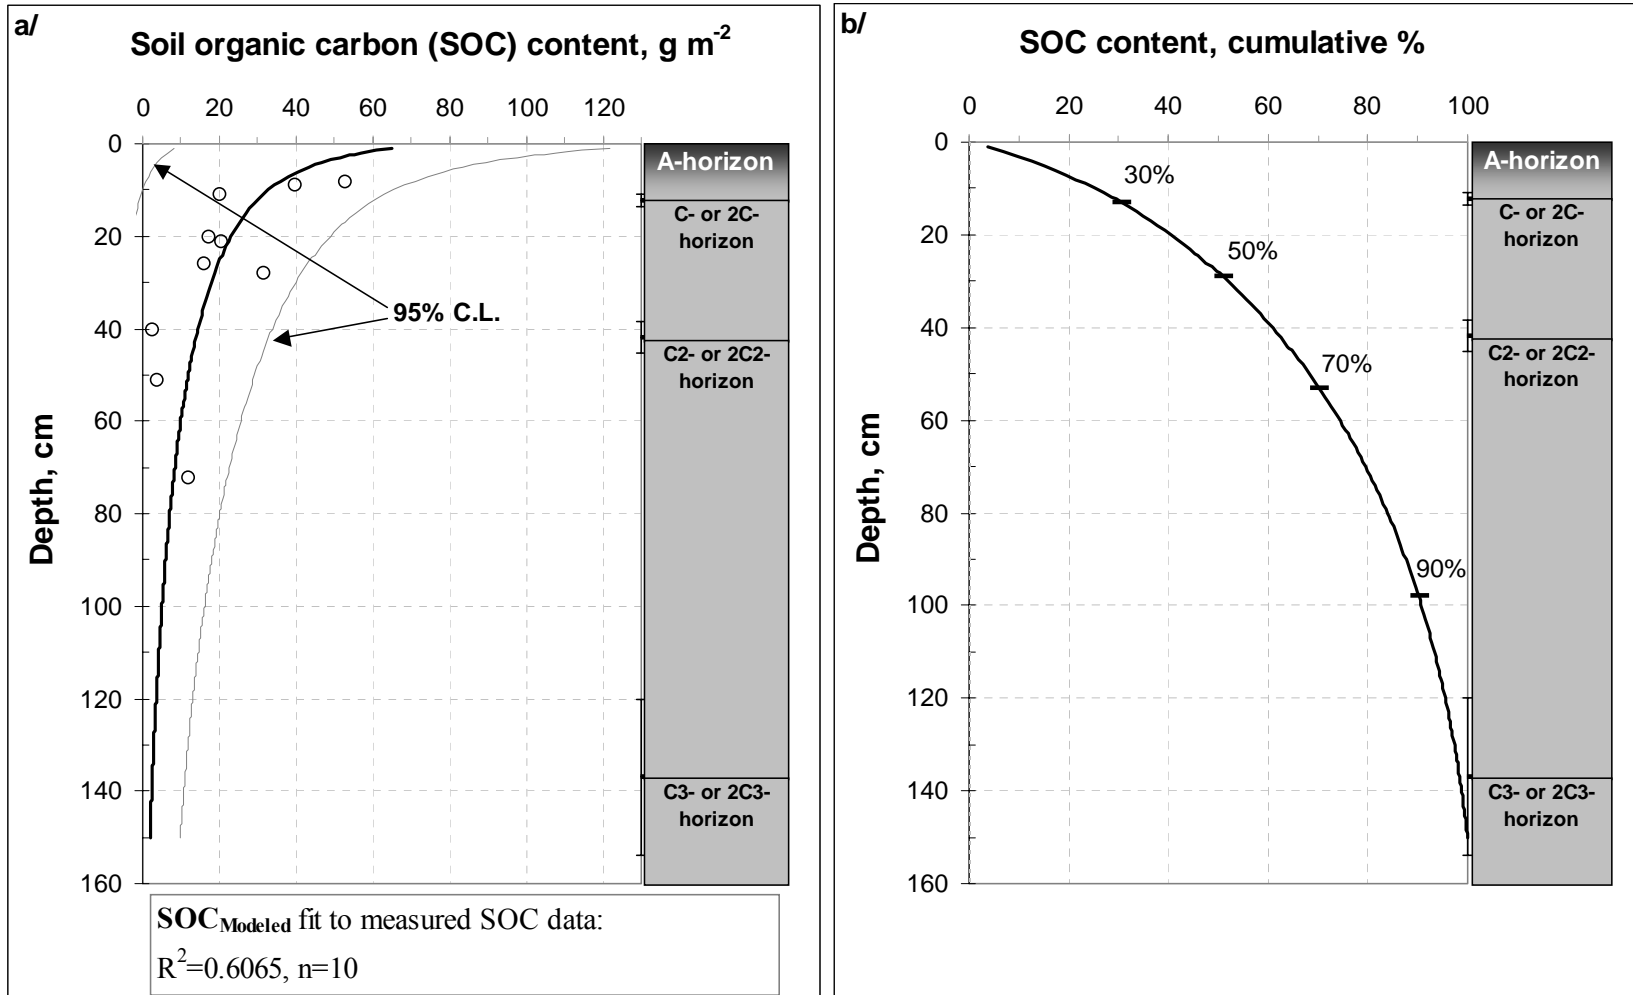 a/
Soil organic carbon (SOC) content, g m⁻²
0 20 40 60 80 100 120
0
20
40
60
80
100
120
140
160
Depth, cm
95% C.L.
A-horizon
C- or 2C-
horizon
C2- or 2C2-
horizon
C3- or 2C3-
horizon
SOC_Modeled fit to measured SOC data:
R²=0.6065, n=10
b/
SOC content, cumulative %
0 20 40 60 80 100
0
20
40
60
80
100
120
140
160
Depth, cm
30%
50%
70%
90%
A-horizon
C- or 2C-
horizon
C2- or 2C2-
horizon
C3- or 2C3-
horizon